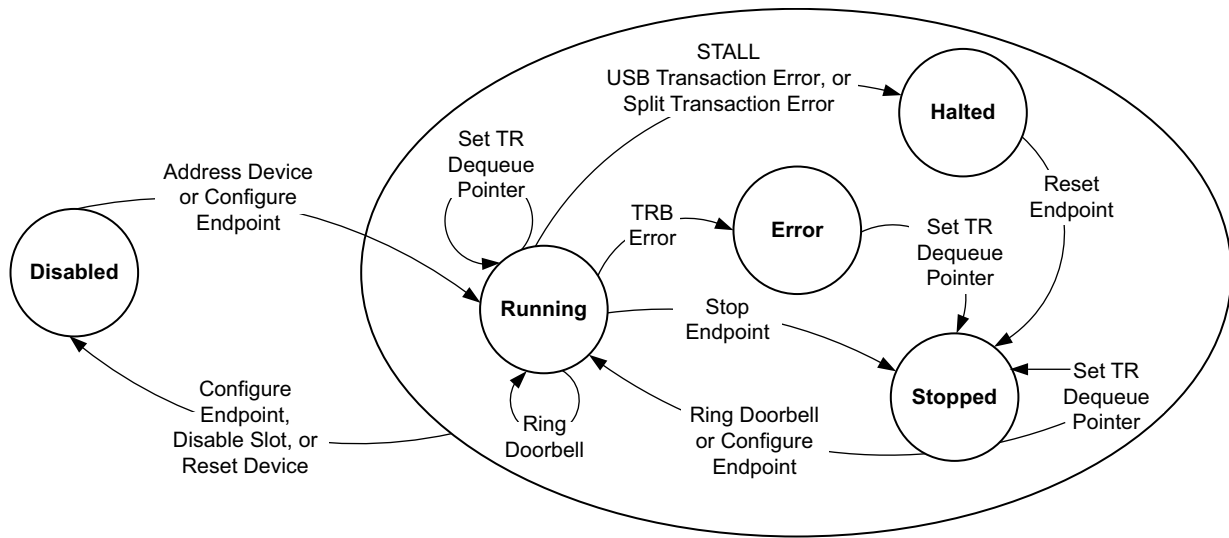 STALL
USB Transaction Error, or
Split Transaction Error
Halted
Set TR
Dequeue
Pointer
Address Device
or Configure
Endpoint
Reset
Endpoint
TRB
Error
Error
Set TR
Dequeue
Pointer
Disabled
Running
Stop
Endpoint
Stopped
Set TR
Dequeue
Pointer
Configure
Endpoint,
Disable Slot, or
Reset Device
Ring
Doorbell
Ring Doorbell
or Configure
Endpoint